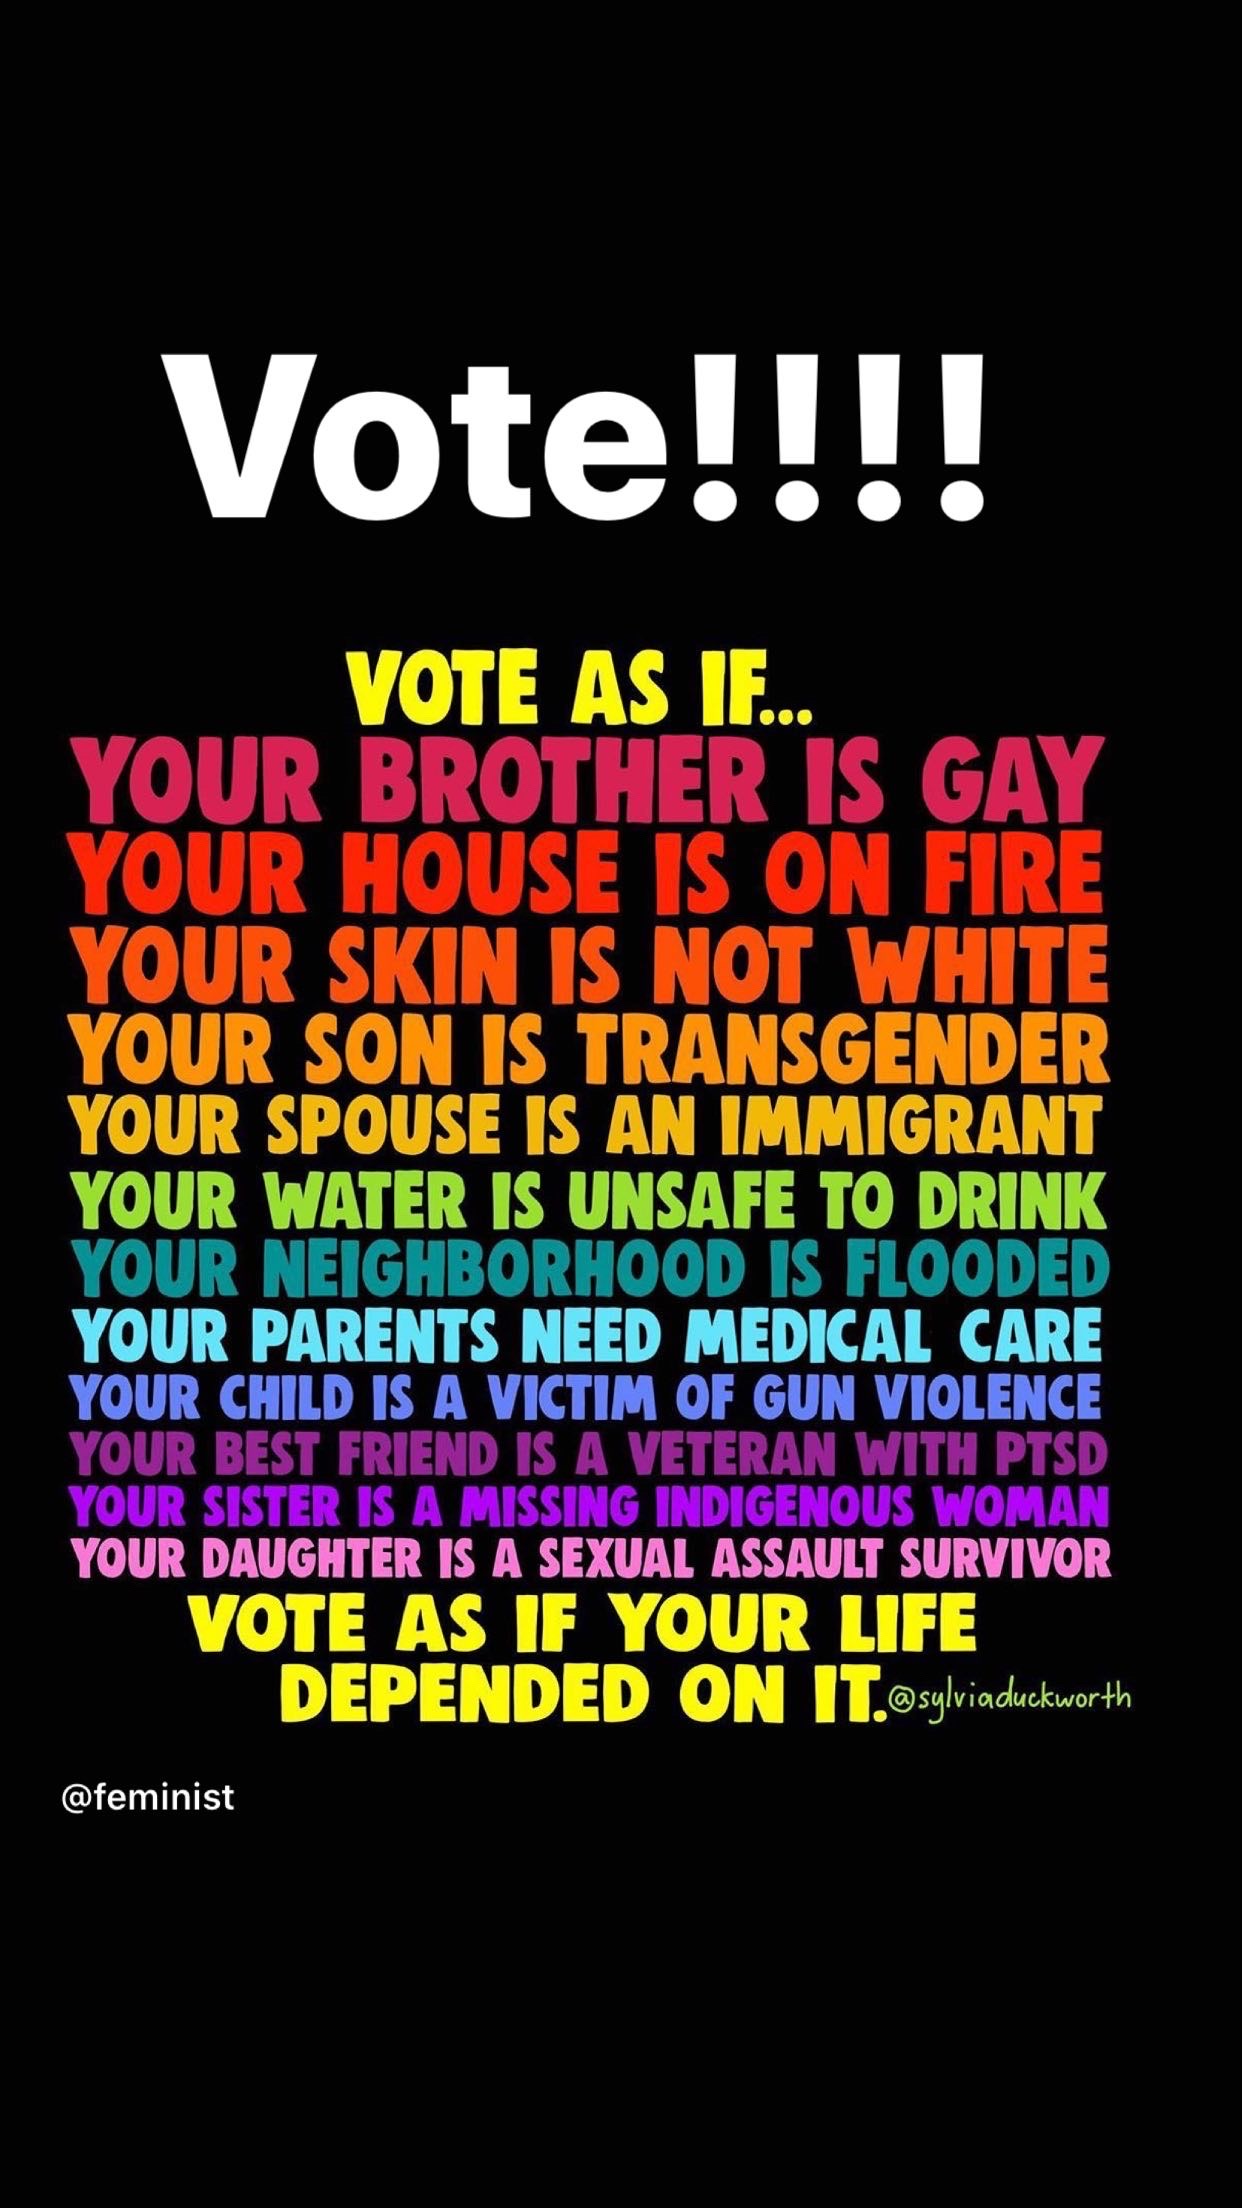 Vote!!!!
VOTE AS IF...
YOUR BROTHER IS GAY
YOUR HOUSE IS ON FIRE
YOUR SKIN IS NOT WHITE
YOUR SON IS TRANSGENDER
YOUR SPOUSE IS AN IMMIGRANT
YOUR WATER IS UNSAFE TO DRINK
YOUR NEIGHBORHOOD IS FLOODED
YOUR PARENTS NEED MEDICAL CARE
YOUR CHILD IS A VICTIM OF GUN VIOLENCE
YOUR BEST FRIEND IS A VETERAN WITH PTSD
YOUR SISTER IS A MISSING INDIGENOUS WOMAN
YOUR DAUGHTER IS A SEXUAL ASSAULT SURVIVOR
VOTE AS IF YOUR LIFE
DEPENDED ON IT. @sylviaduckworth
@feminist